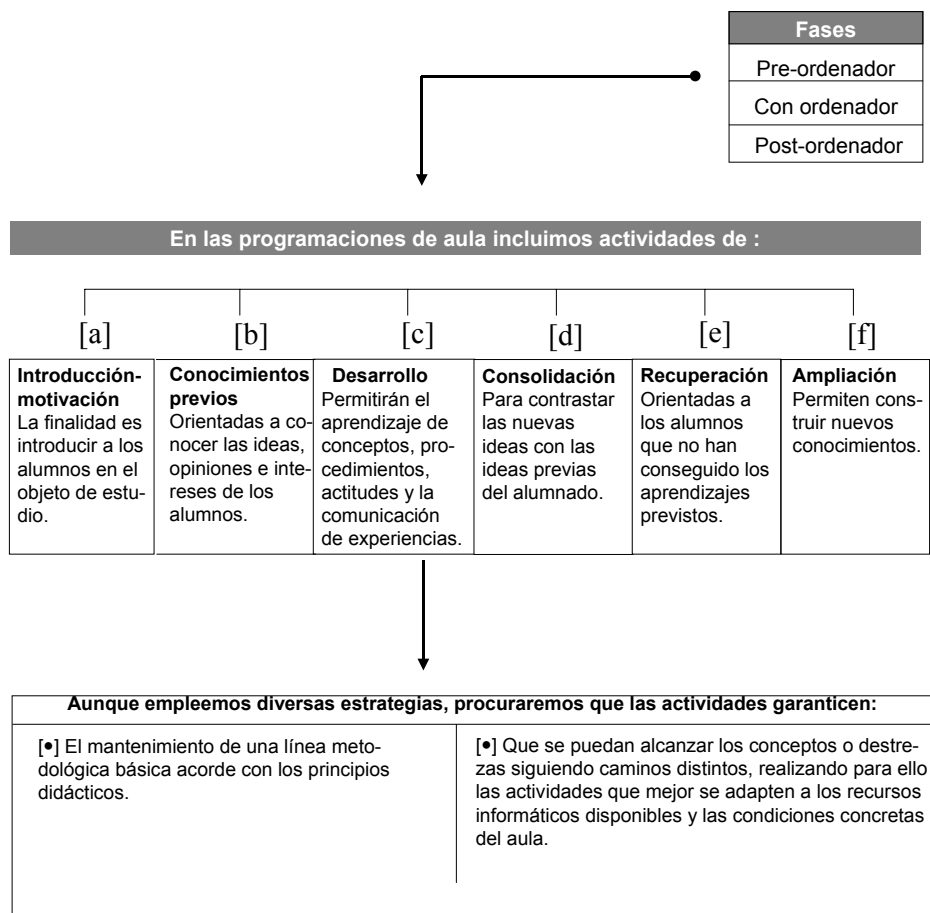 Fases
Pre-ordenador
Con ordenador
Post-ordenador
En las programaciones de aula incluimos actividades de :
[a]
Introducción-
motivación
La finalidad es
introducir a los
alumnos en el
objeto de estu-
dio.
[b]
Conocimientos
previos
Orientadas a co-
nocer las ideas,
opiniones e inte-
reses de los
alumnos.
[c]
Desarrollo
Permitirán el
aprendizaje de
conceptos, pro-
cedimientos,
actitudes y la
comunicación
de experiencias.
[d]
Consolidación
Para contrastar
las nuevas
ideas con las
ideas previas
del alumnado.
[e]
Recuperación
Orientadas a
los alumnos
que no han
conseguido los
aprendizajes
previstos.
[f]
Ampliación
Permiten cons-
truir nuevos
conocimientos.
Aunque empleemos diversas estrategias, procuraremos que las actividades garanticen:
[•] El mantenimiento de una línea meto-
dológica básica acorde con los principios
didácticos.
[•] Que se puedan alcanzar los conceptos o destre-
zas siguiendo caminos distintos, realizando para ello
las actividades que mejor se adapten a los recursos
informáticos disponibles y las condiciones concretas
del aula.